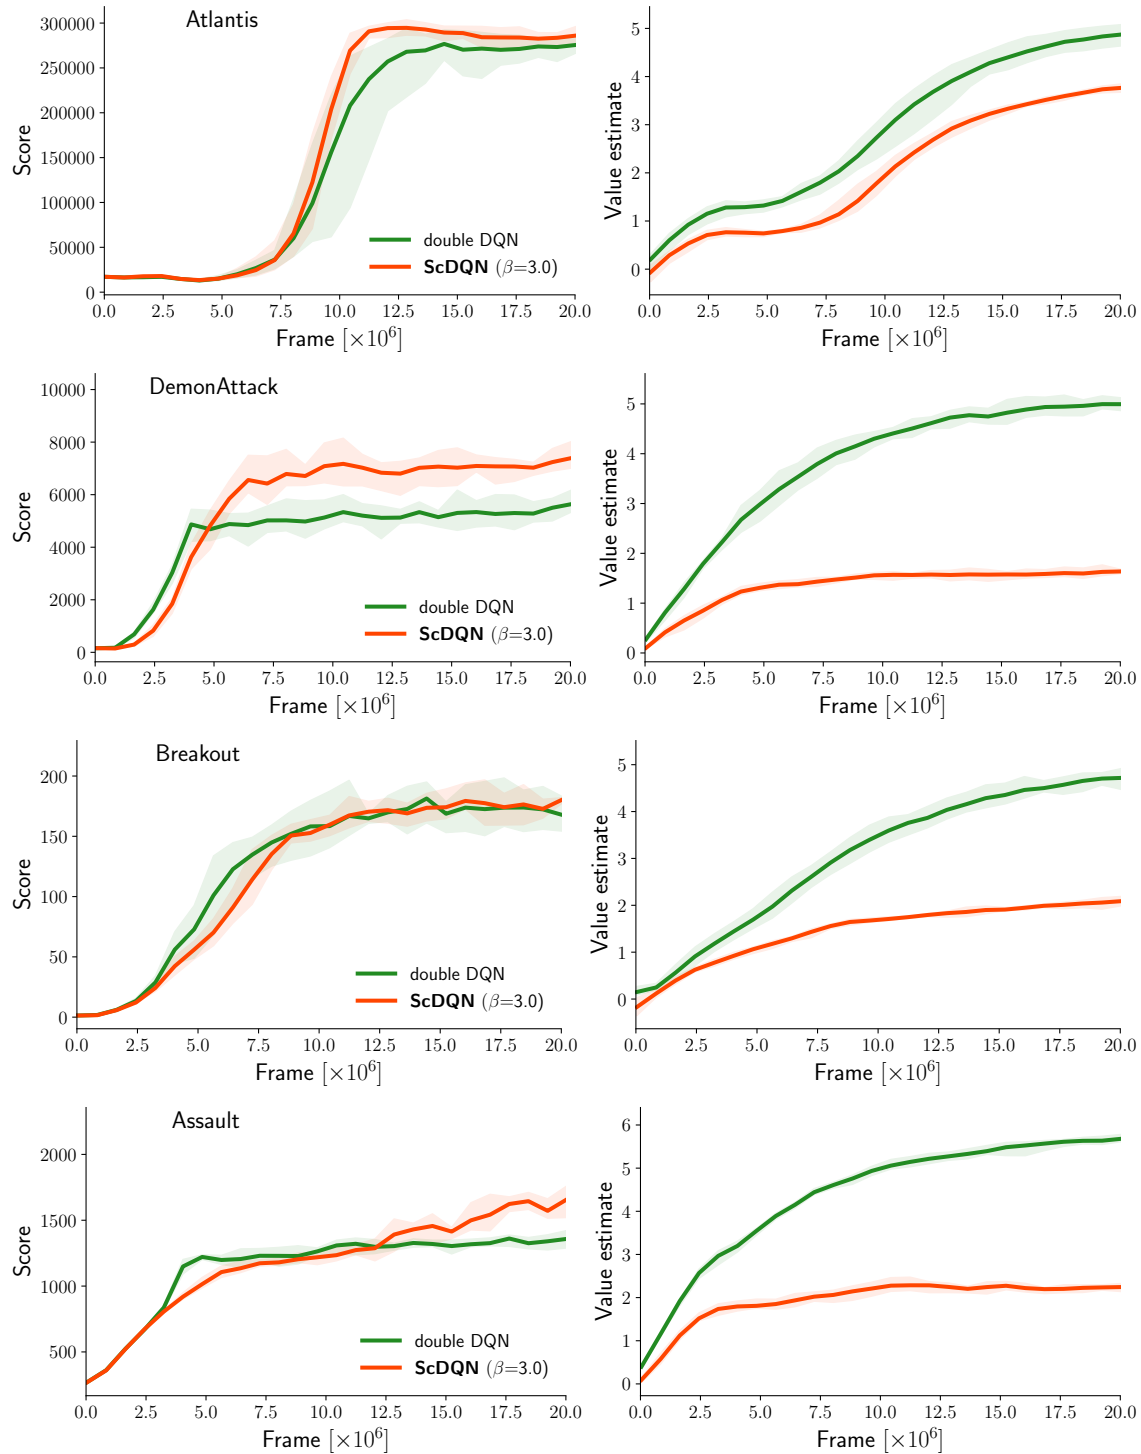 Atlantis
300000
250000
200000
150000
100000
50000
0
Score
double DQN
ScDQN (β=3.0)
0.0 2.5 5.0 7.5 10.0 12.5 15.0 17.5 20.0
Frame [×10⁶]
5
4
3
2
1
0
Value estimate
0.0 2.5 5.0 7.5 10.0 12.5 15.0 17.5 20.0
Frame [×10⁶]
DemonAttack
10000
8000
6000
4000
2000
0
Score
double DQN
ScDQN (β=3.0)
0.0 2.5 5.0 7.5 10.0 12.5 15.0 17.5 20.0
Frame [×10⁶]
5
4
3
2
1
0
Value estimate
0.0 2.5 5.0 7.5 10.0 12.5 15.0 17.5 20.0
Frame [×10⁶]
Breakout
200
150
100
50
0
Score
double DQN
ScDQN (β=3.0)
0.0 2.5 5.0 7.5 10.0 12.5 15.0 17.5 20.0
Frame [×10⁶]
5
4
3
2
1
0
Value estimate
0.0 2.5 5.0 7.5 10.0 12.5 15.0 17.5 20.0
Frame [×10⁶]
Assault
2000
1500
1000
500
Score
double DQN
ScDQN (β=3.0)
0.0 2.5 5.0 7.5 10.0 12.5 15.0 17.5 20.0
Frame [×10⁶]
6
5
4
3
2
1
0
Value estimate
0.0 2.5 5.0 7.5 10.0 12.5 15.0 17.5 20.0
Frame [×10⁶]